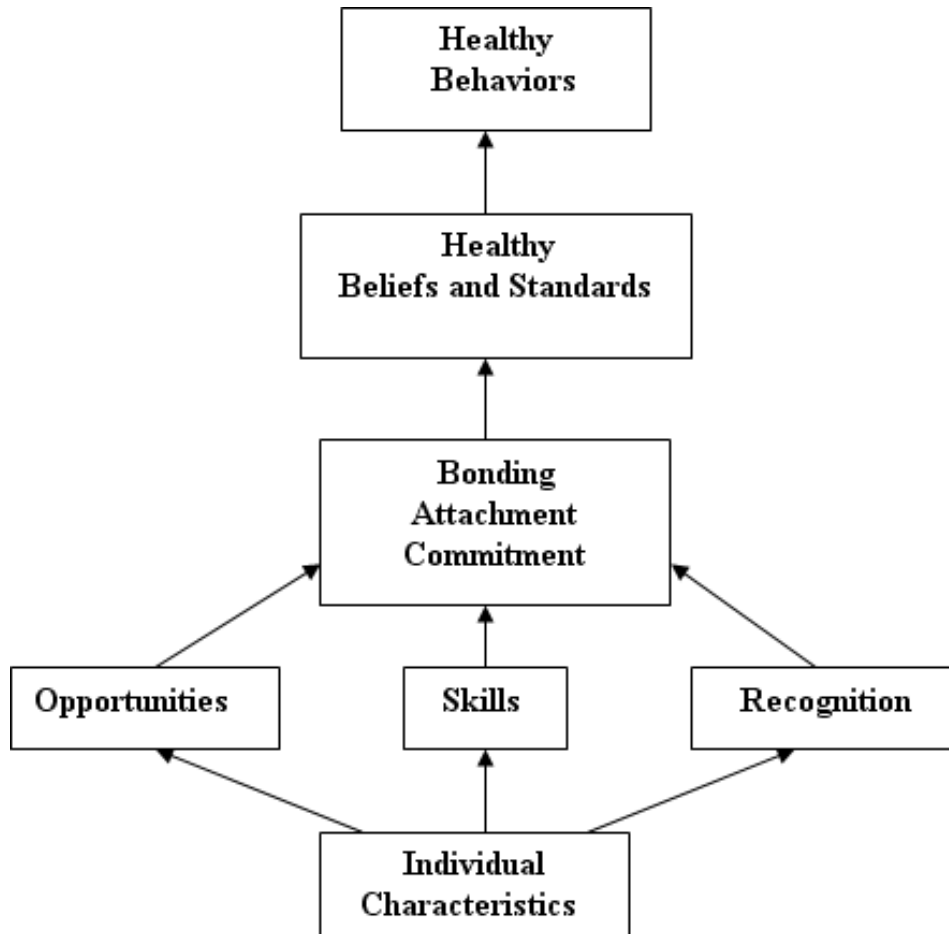 Healthy
Behaviors
Healthy
Beliefs and Standards
Bonding
Attachment
Commitment
Opportunities
Skills
Recognition
Individual
Characteristics